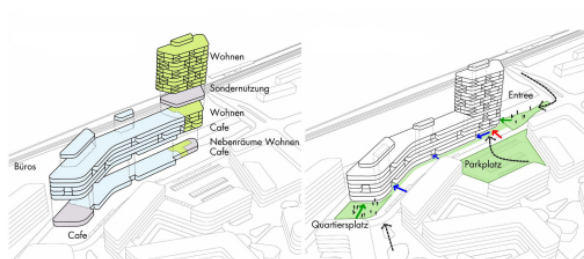 Wohnen
Sondernutzung
Wohnen
Cafe
Nebenräume Wohnen
Cafe
Büros
Cafe
Entree
Parkplatz
Quartiersplatz